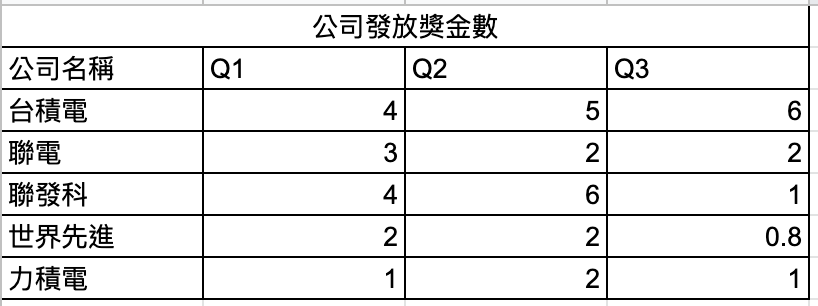 公司發放獎金數
公司名稱 Q1 Q2 Q3
台積電 4 5 6
聯電 3 2 2
聯發科 4 6 1
世界先進 2 2 0.8
力積電 1 2 1